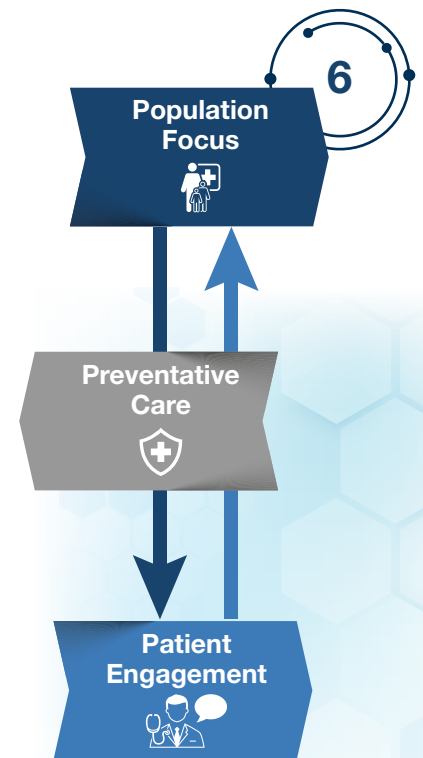 6
Population
Focus
Preventative
Care
Patient
Engagement